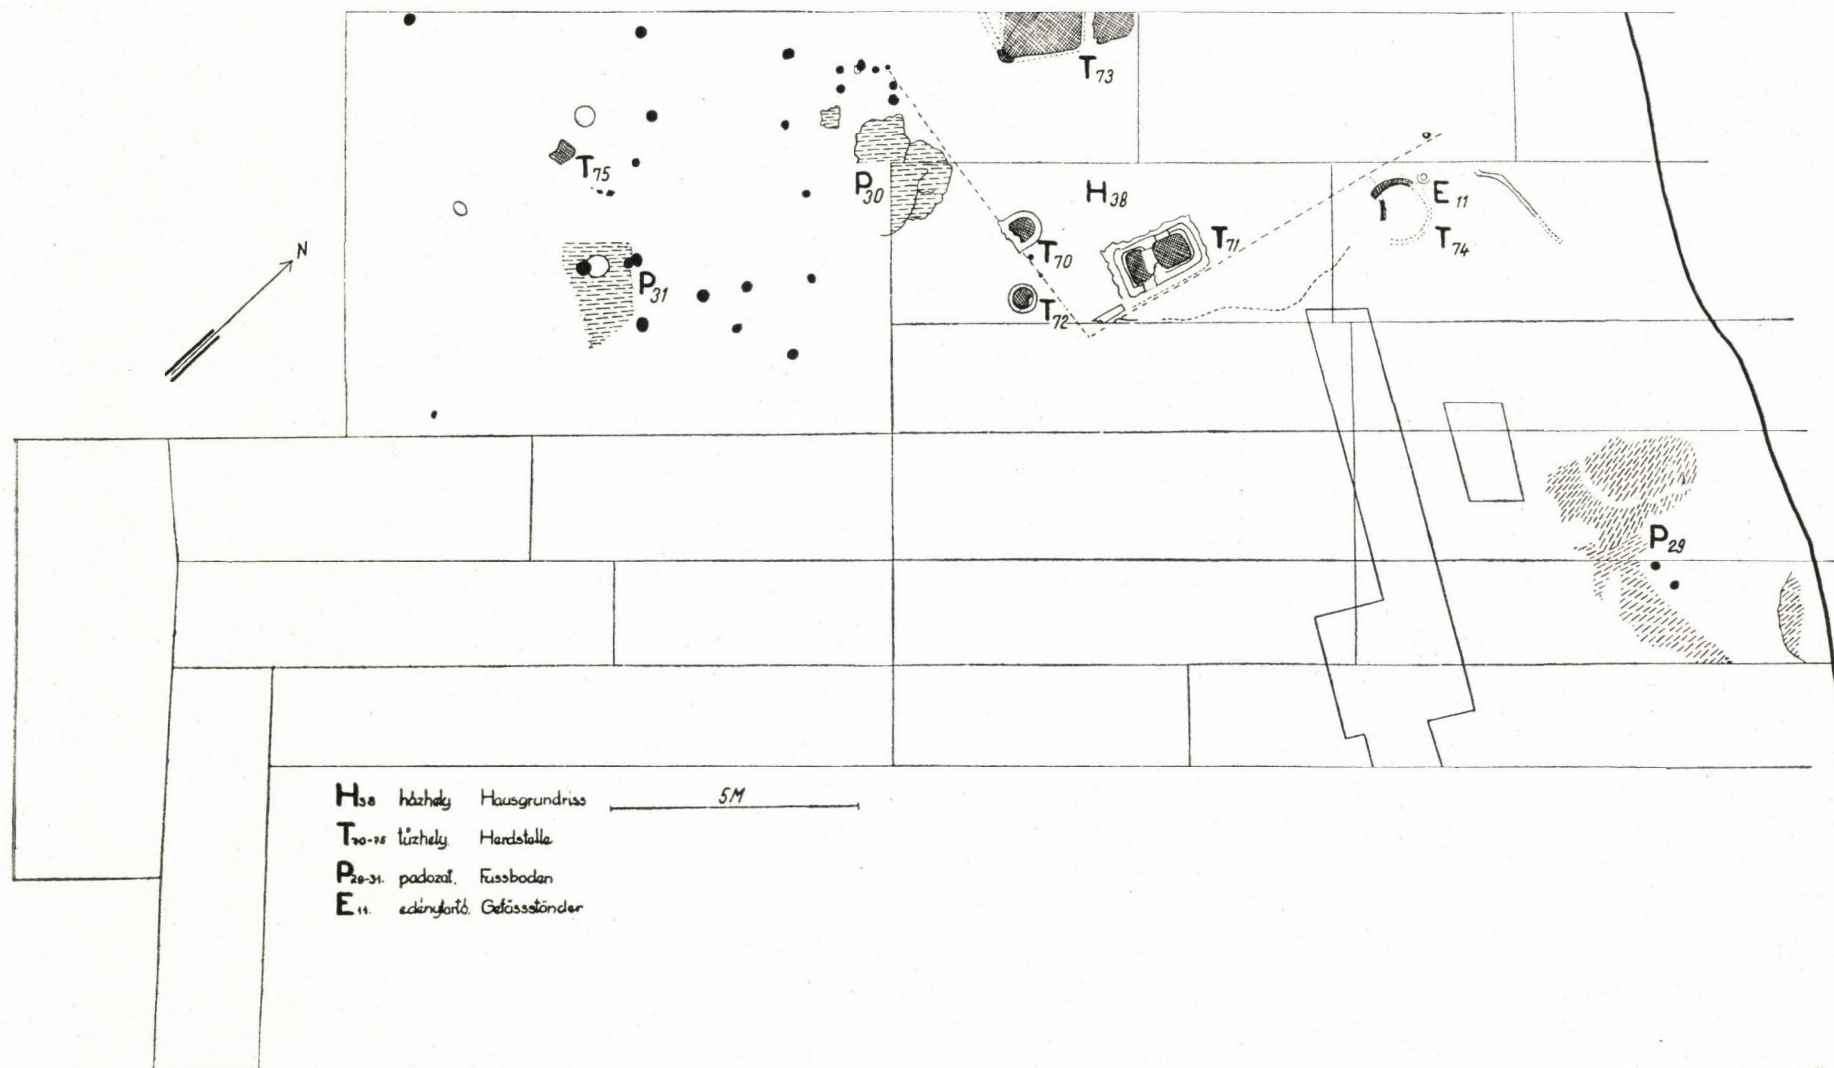 T73
T75
P30
H38
E11
T74
T70
T71
N
P31
T72
P29
H38 házhely Hausgrundriss 5M
T70-75 tűzhely. Herdstelle
P29-31. padozat. Fussboden
E11. edénytartó. Gefässständer